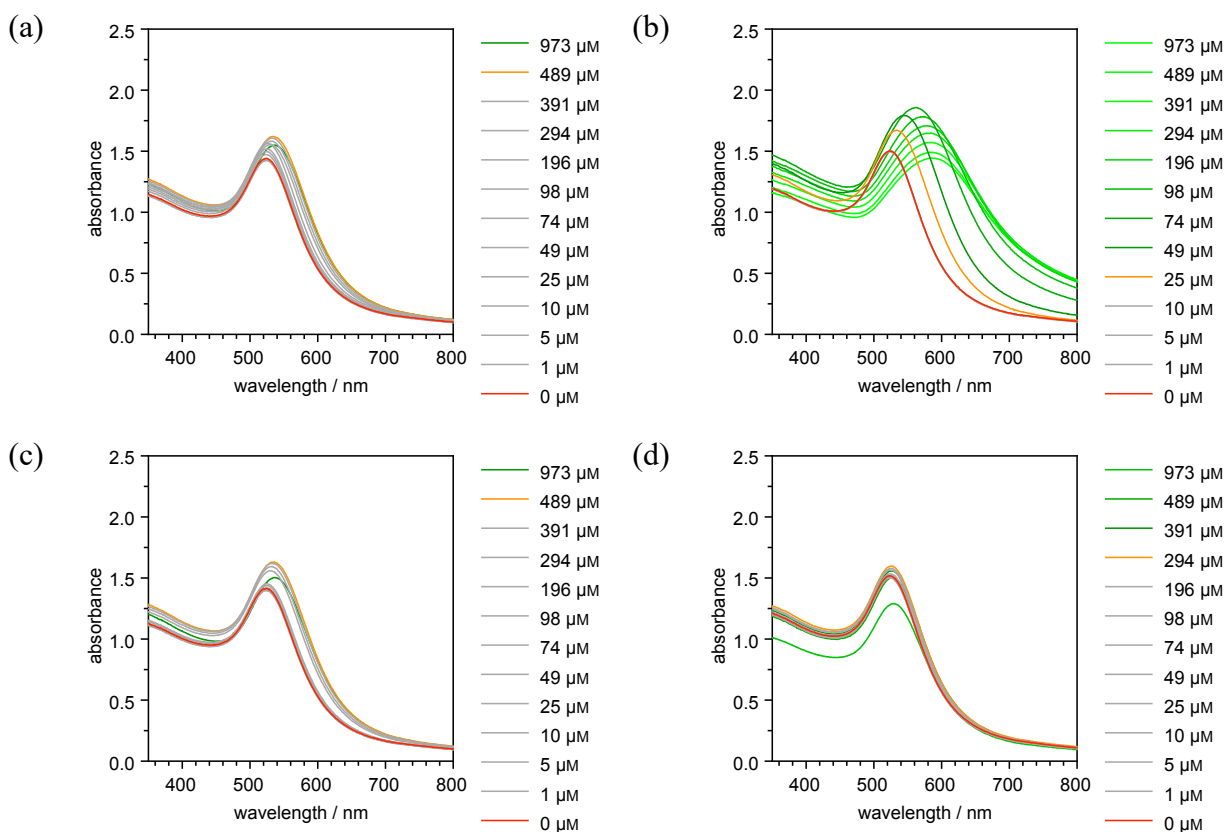 (a)
absorbance
2.5
2.0
1.5
1.0
0.5
0.0
400 500 600 700 800
wavelength / nm
973 µM
489 µM
391 µM
294 µM
196 µM
98 µM
74 µM
49 µM
25 µM
10 µM
5 µM
1 µM
0 µM
(b)
absorbance
2.5
2.0
1.5
1.0
0.5
0.0
400 500 600 700 800
wavelength / nm
973 µM
489 µM
391 µM
294 µM
196 µM
98 µM
74 µM
49 µM
25 µM
10 µM
5 µM
1 µM
0 µM
(c)
absorbance
2.5
2.0
1.5
1.0
0.5
0.0
400 500 600 700 800
wavelength / nm
973 µM
489 µM
391 µM
294 µM
196 µM
98 µM
74 µM
49 µM
25 µM
10 µM
5 µM
1 µM
0 µM
(d)
absorbance
2.5
2.0
1.5
1.0
0.5
0.0
400 500 600 700 800
wavelength / nm
973 µM
489 µM
391 µM
294 µM
196 µM
98 µM
74 µM
49 µM
25 µM
10 µM
5 µM
1 µM
0 µM